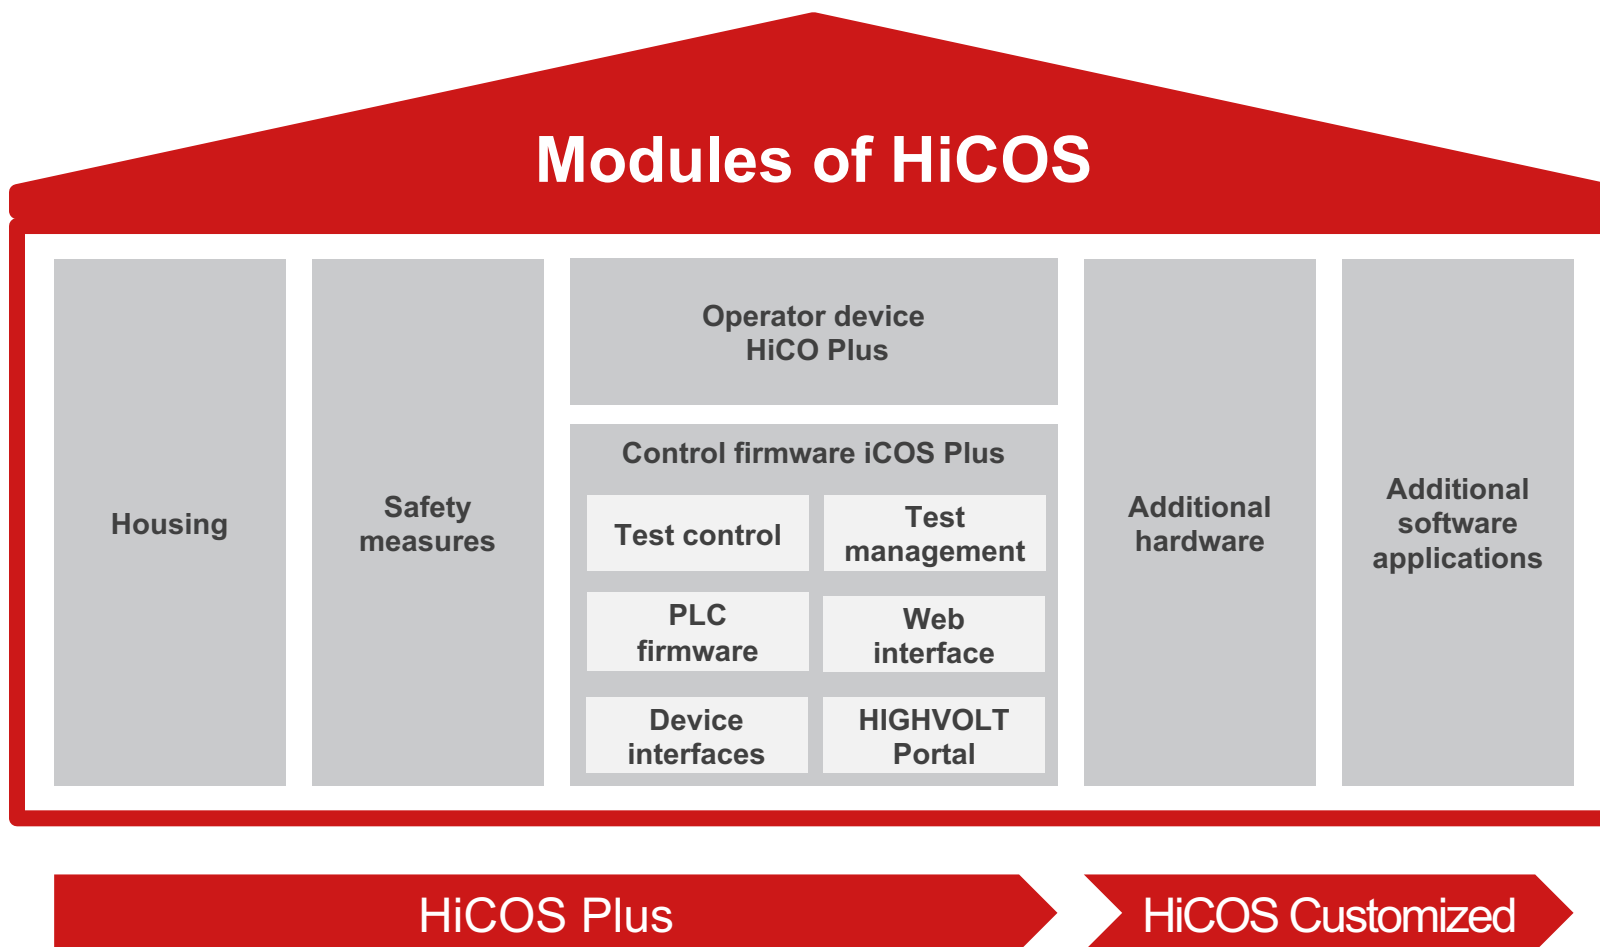 Modules of HiCOS
Housing
Safety
measures
Operator device
HiCO Plus
Control firmware iCOS Plus
Test control
Test
management
PLC
firmware
Web
interface
Device
interfaces
HIGHVOLT
Portal
Additional
hardware
Additional
software
applications
HiCOS Plus
HiCOS Customized